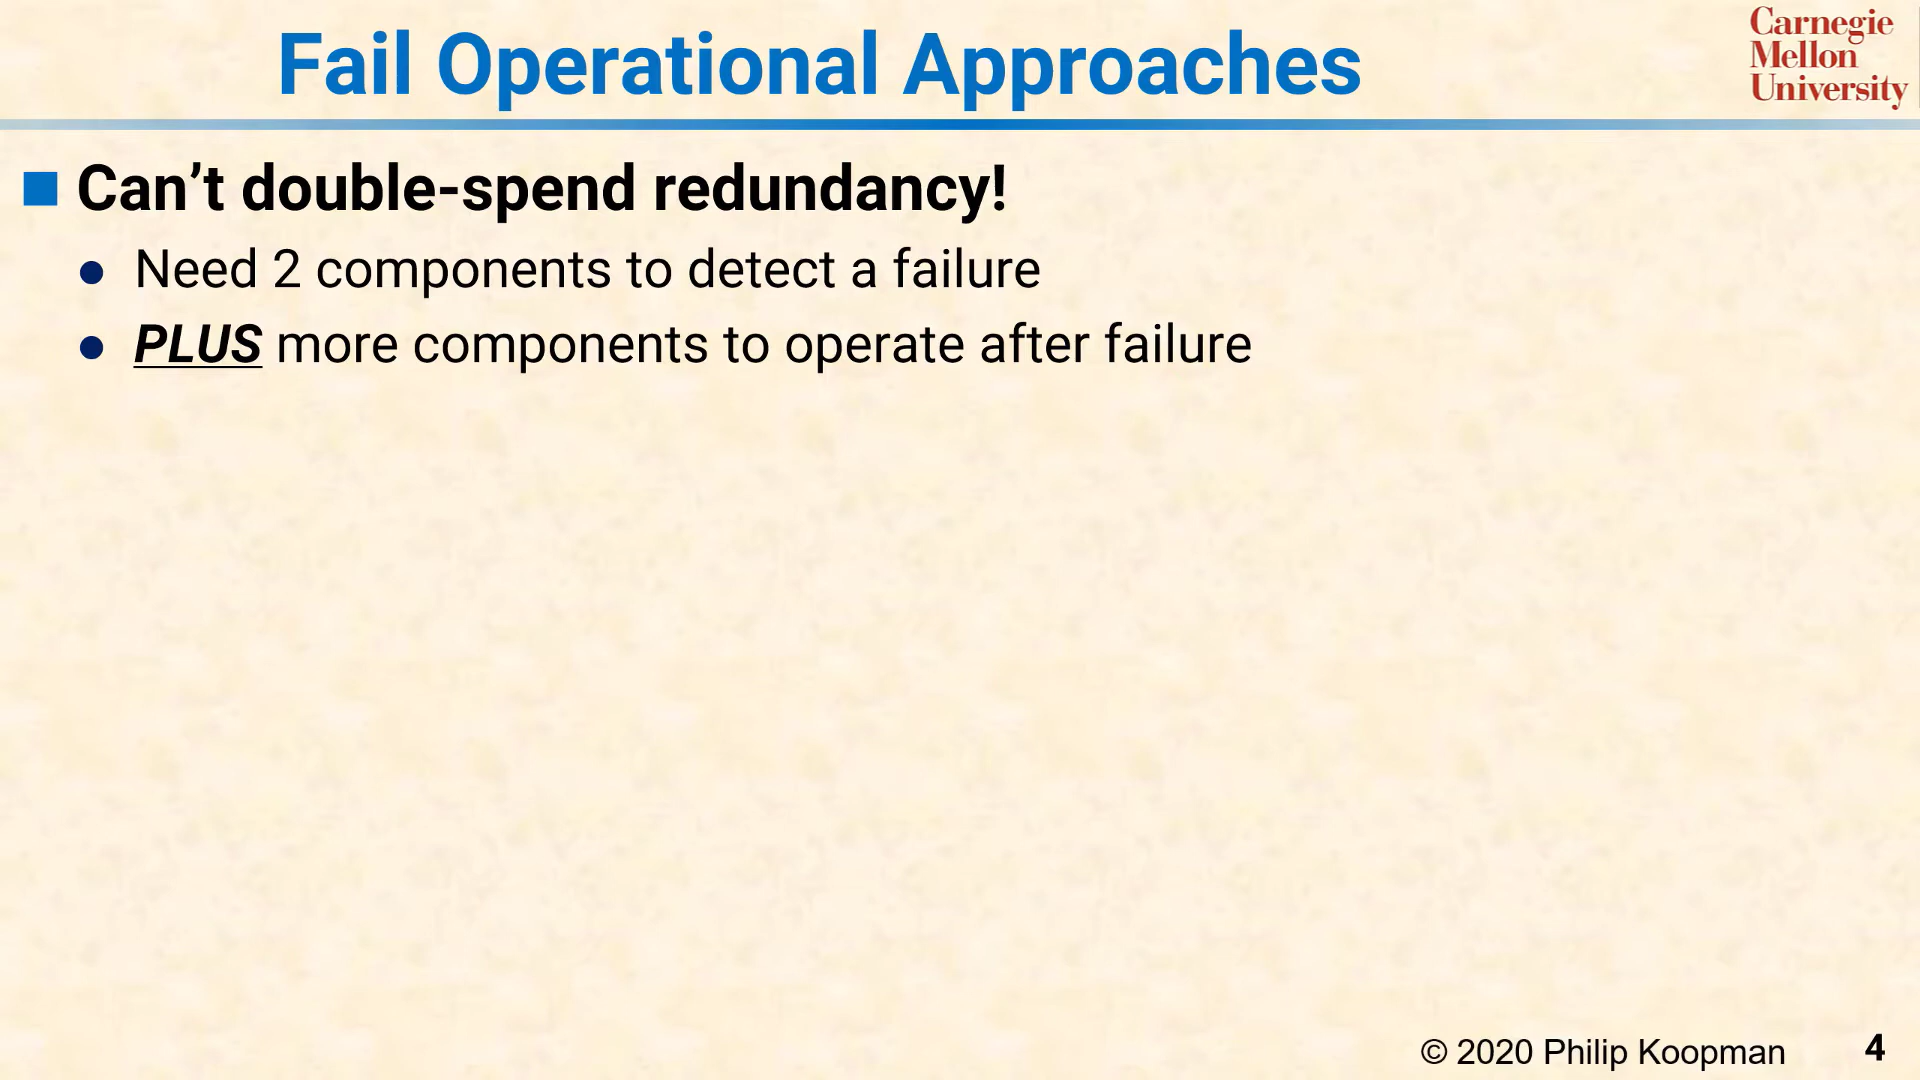 Fail Operational Approaches
Carnegie
Mellon
University
Can’t double-spend redundancy!
Need 2 components to detect a failure
PLUS more components to operate after failure
© 2020 Philip Koopman
4